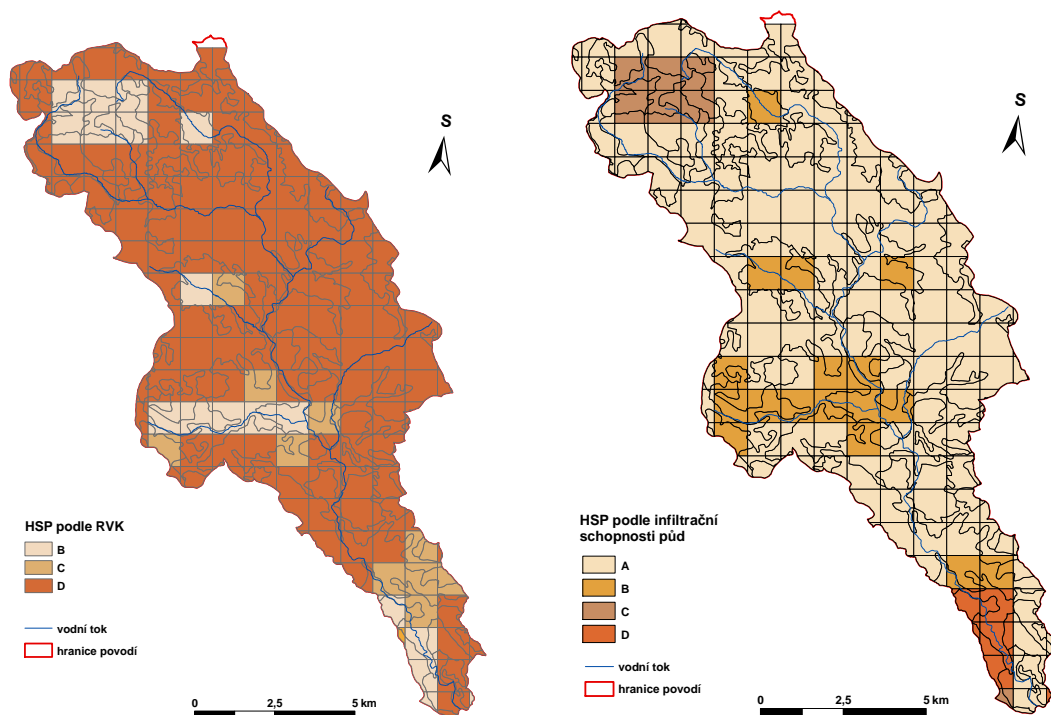 S
HSP podle RVK
B
C
D
vodní tok
hranice povodí
0 2,5 5 km
S
HSP podle infiltrační
schopnosti půd
A
B
C
D
vodní tok
hranice povodí
0 2,5 5 km